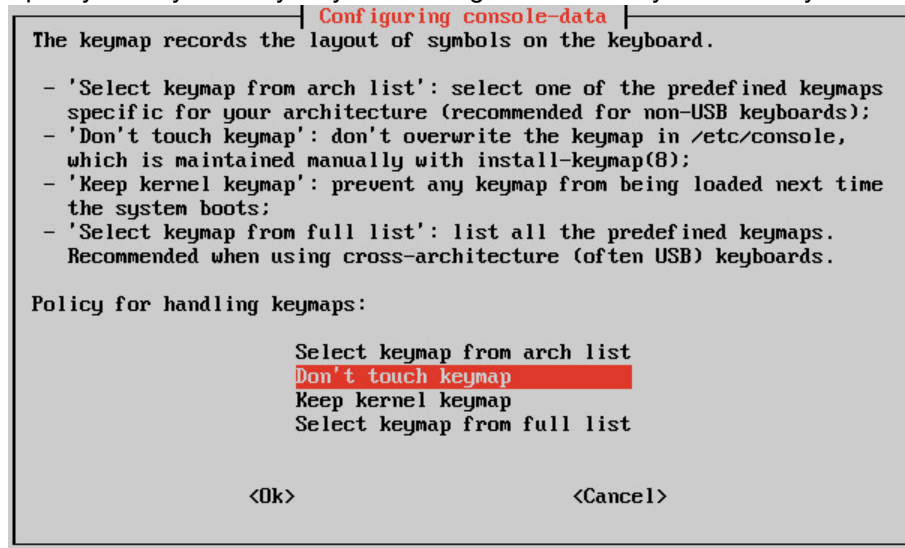 Configuring console-data
The keymap records the layout of symbols on the keyboard.
- 'Select keymap from arch list': select one of the predefined keymaps
specific for your architecture (recommended for non-USB keyboards);
- 'Don't touch keymap': don't overwrite the keymap in /etc/console,
which is maintained manually with install-keymap(8);
- 'Keep kernel keymap': prevent any keymap from being loaded next time
the system boots;
- 'Select keymap from full list': list all the predefined keymaps.
Recommended when using cross-architecture (often USB) keyboards.
Policy for handling keymaps:
Select keymap from arch list
Don't touch keymap
Keep kernel keymap
Select keymap from full list
<Ok> <Cancel>